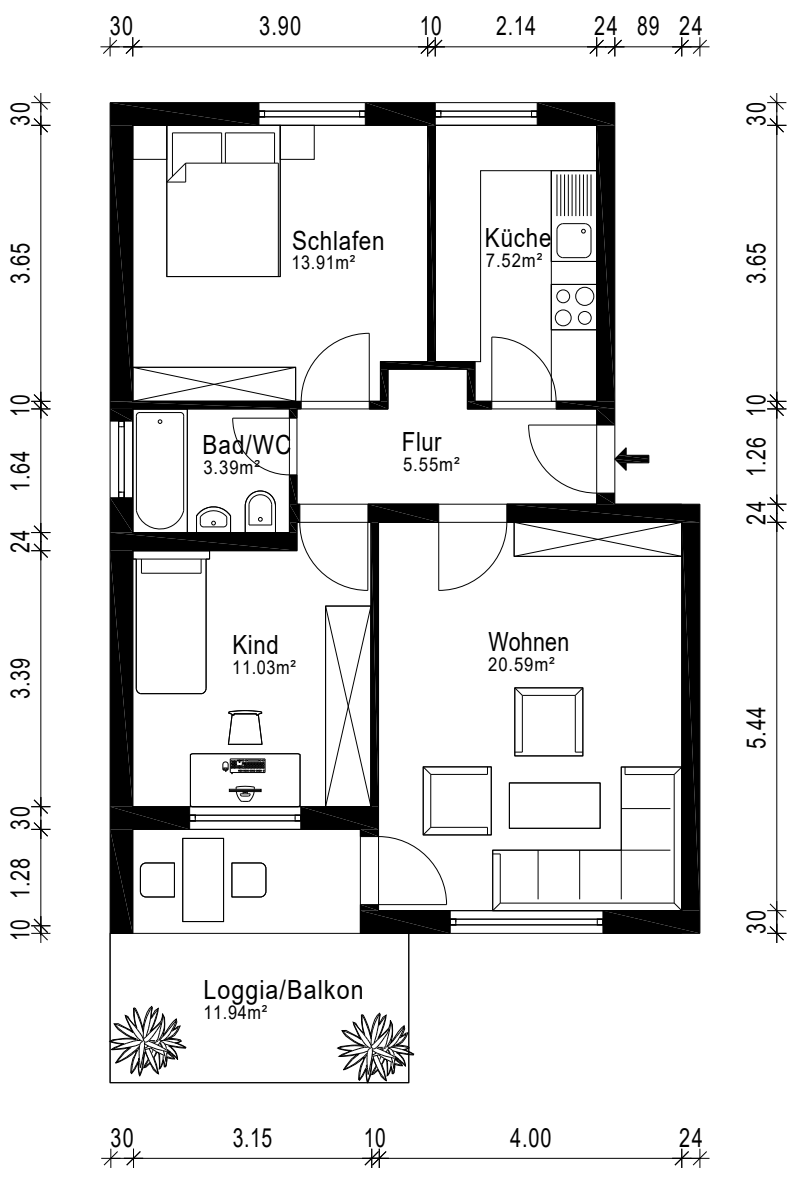 30 3.90 10 2.14 24 89 24
30
3.65
10
1.64
24
3.39
30
1.28
10
30
3.65
10
1.26
24
5.44
30
Schlafen
13.91m²
Küche
7.52m²
Bad/WC
3.39m²
Flur
5.55m²
Kind
11.03m²
Wohnen
20.59m²
Loggia/Balkon
11.94m²
30 3.15 10 4.00 24